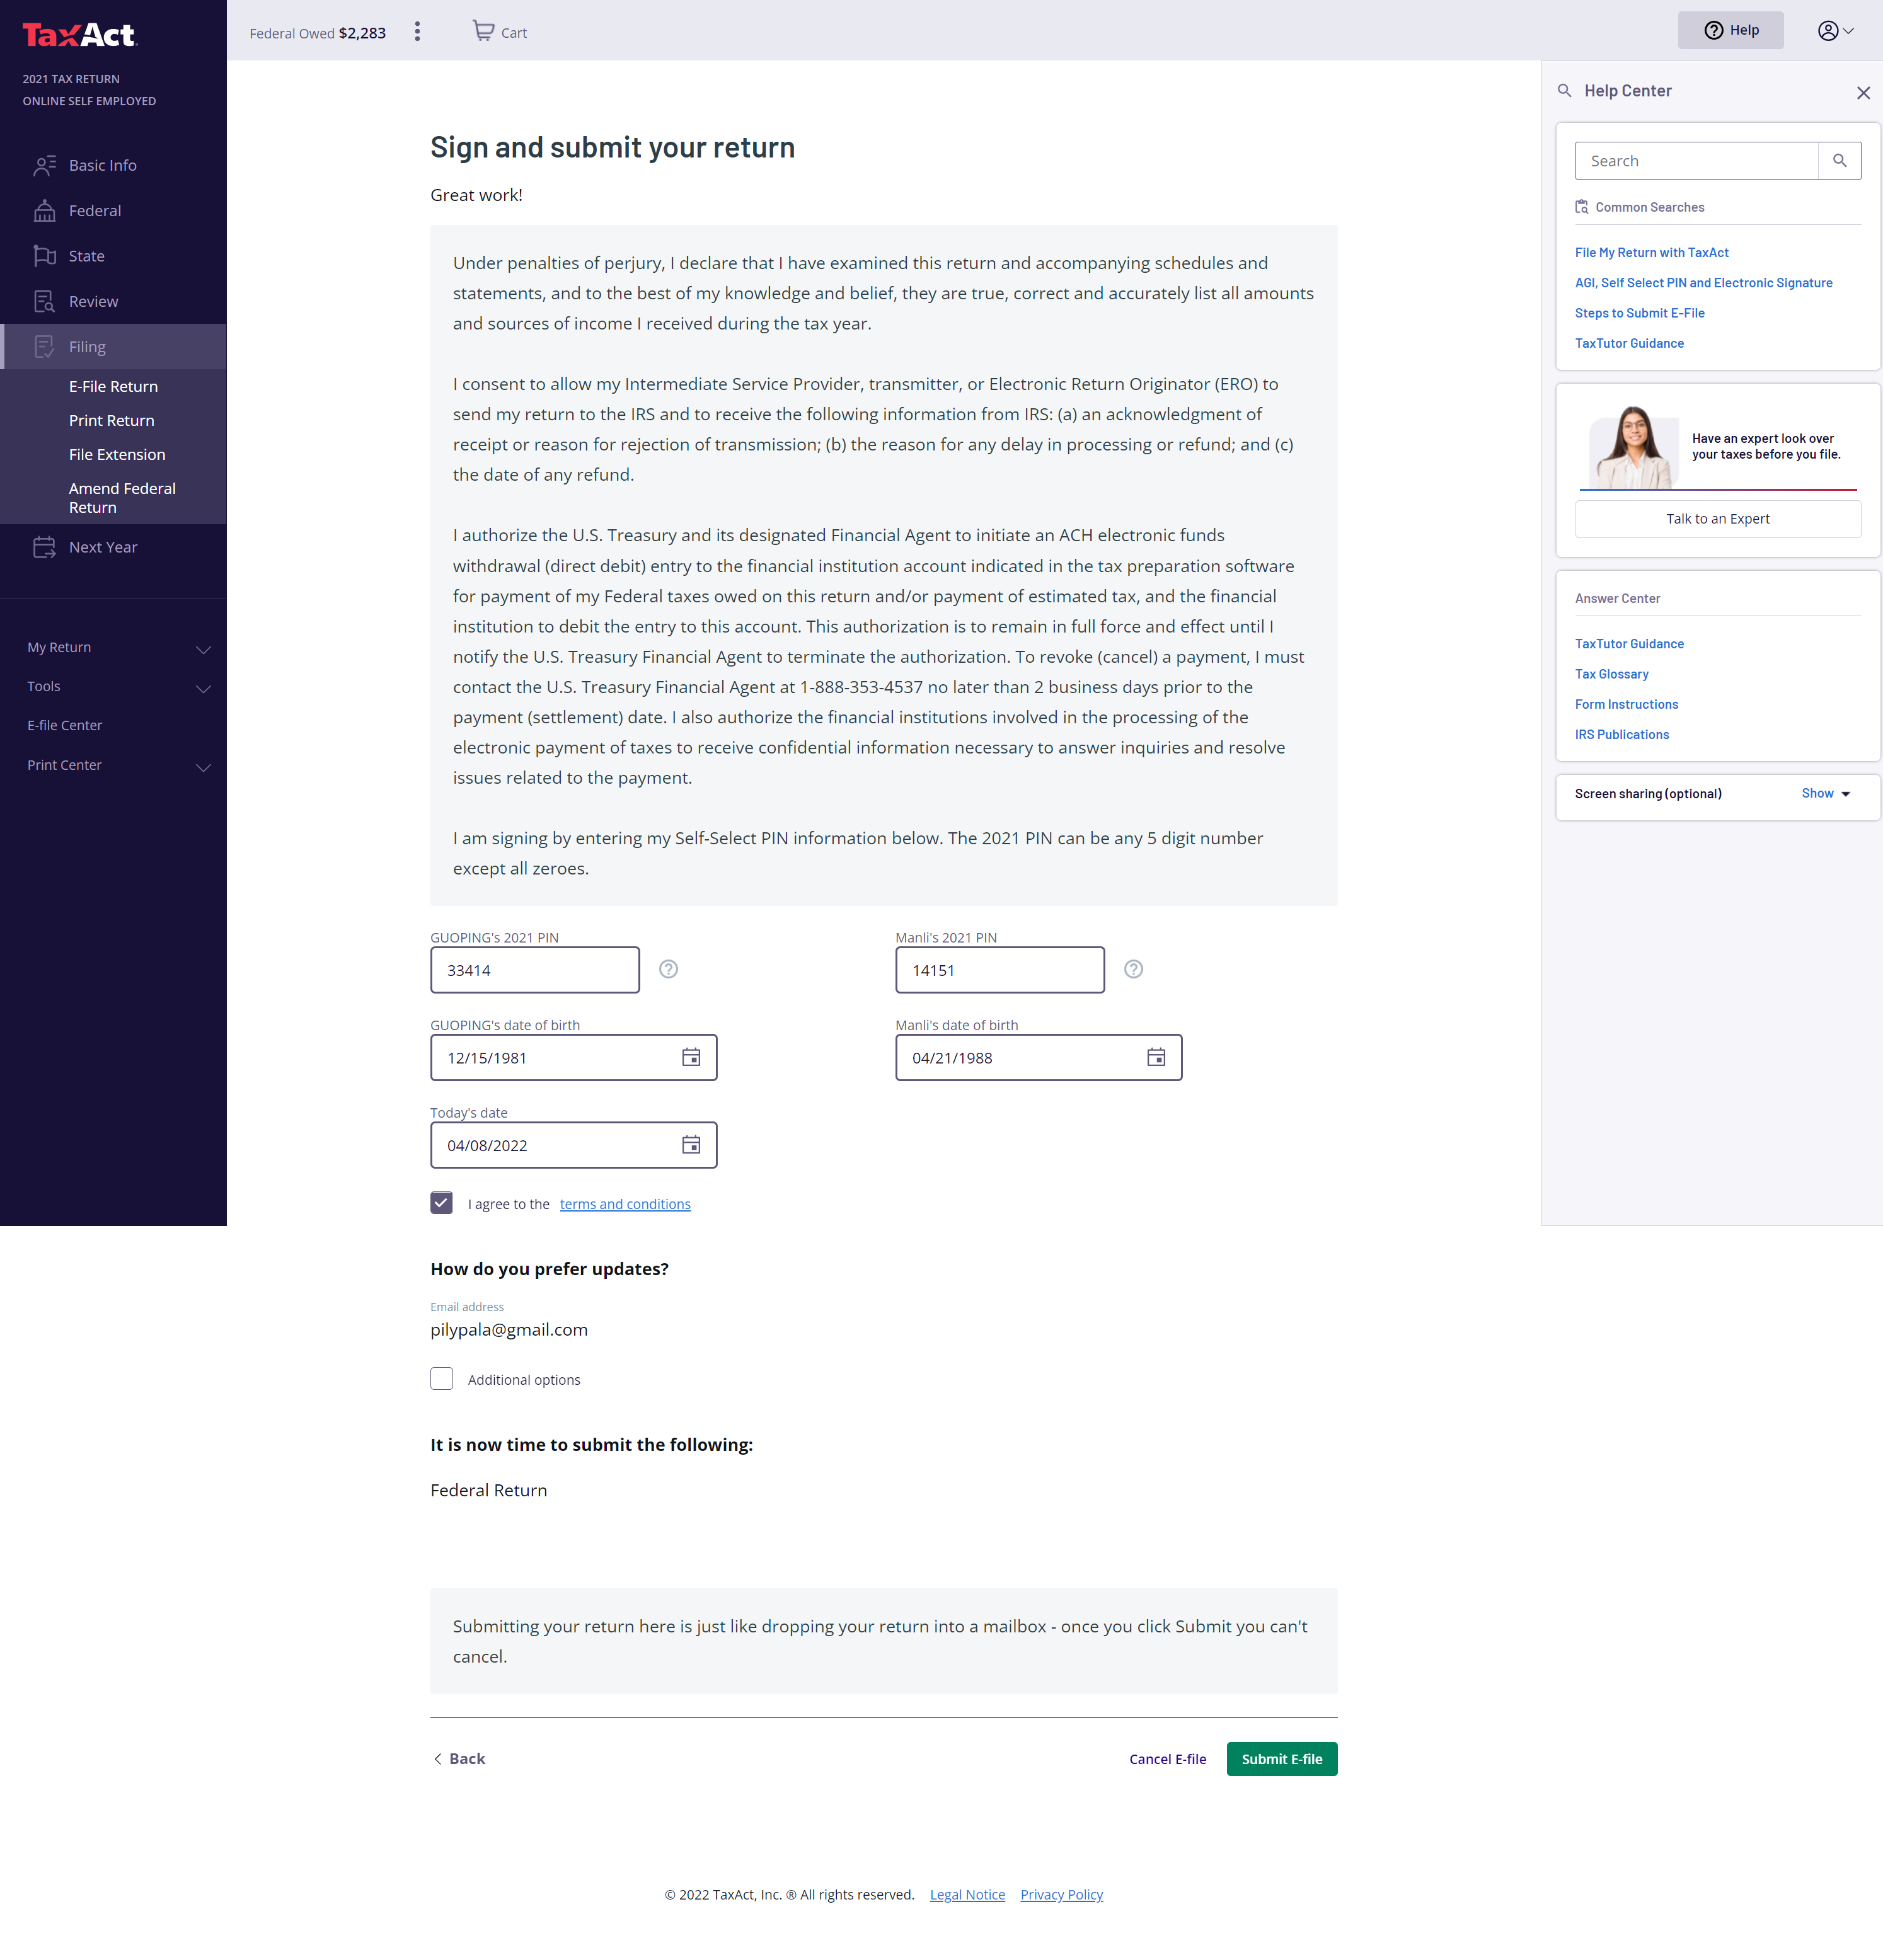 TaxAct.
2021 TAX RETURN
ONLINE SELF EMPLOYED
Basic Info
Federal
State
Review
Filing
E-File Return
Print Return
File Extension
Amend Federal
Return
Next Year
My Return
Tools
E-file Center
Print Center
Federal Owed $2,283
Cart
Help
Sign and submit your return
Great work!
Under penalties of perjury, I declare that I have examined this return and accompanying schedules and
statements, and to the best of my knowledge and belief, they are true, correct and accurately list all amounts
and sources of income I received during the tax year.
I consent to allow my Intermediate Service Provider, transmitter, or Electronic Return Originator (ERO) to
send my return to the IRS and to receive the following information from IRS: (a) an acknowledgment of
receipt or reason for rejection of transmission; (b) the reason for any delay in processing or refund; and (c)
the date of any refund.
I authorize the U.S. Treasury and its designated Financial Agent to initiate an ACH electronic funds
withdrawal (direct debit) entry to the financial institution account indicated in the tax preparation software
for payment of my Federal taxes owed on this return and/or payment of estimated tax, and the financial
institution to debit the entry to this account. This authorization is to remain in full force and effect until I
notify the U.S. Treasury Financial Agent to terminate the authorization. To revoke (cancel) a payment, I must
contact the U.S. Treasury Financial Agent at 1-888-353-4537 no later than 2 business days prior to the
payment (settlement) date. I also authorize the financial institutions involved in the processing of the
electronic payment of taxes to receive confidential information necessary to answer inquiries and resolve
issues related to the payment.
I am signing by entering my Self-Select PIN information below. The 2021 PIN can be any 5 digit number
except all zeroes.
GUOPING's 2021 PIN
33414
Manli's 2021 PIN
14151
GUOPING's date of birth
12/15/1981
Manli's date of birth
04/21/1988
Today's date
04/08/2022
I agree to the terms and conditions
How do you prefer updates?
Email address
pilypala@gmail.com
Additional options
It is now time to submit the following:
Federal Return
Submitting your return here is just like dropping your return into a mailbox - once you click Submit you can't
cancel.
Back
Cancel E-file
Submit E-file
© 2022 TaxAct, Inc. ® All rights reserved. Legal Notice Privacy Policy
Help Center
Search
Common Searches
File My Return with TaxAct
AGI, Self Select PIN and Electronic Signature
Steps to Submit E-File
TaxTutor Guidance
Have an expert look over
your taxes before you file.
Talk to an Expert
Answer Center
TaxTutor Guidance
Tax Glossary
Form Instructions
IRS Publications
Screen sharing (optional) Show